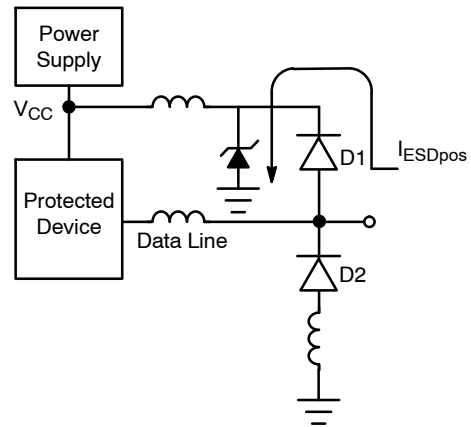 Power
Supply
VCC
D1
IESDpos
Protected
Device
Data Line
D2